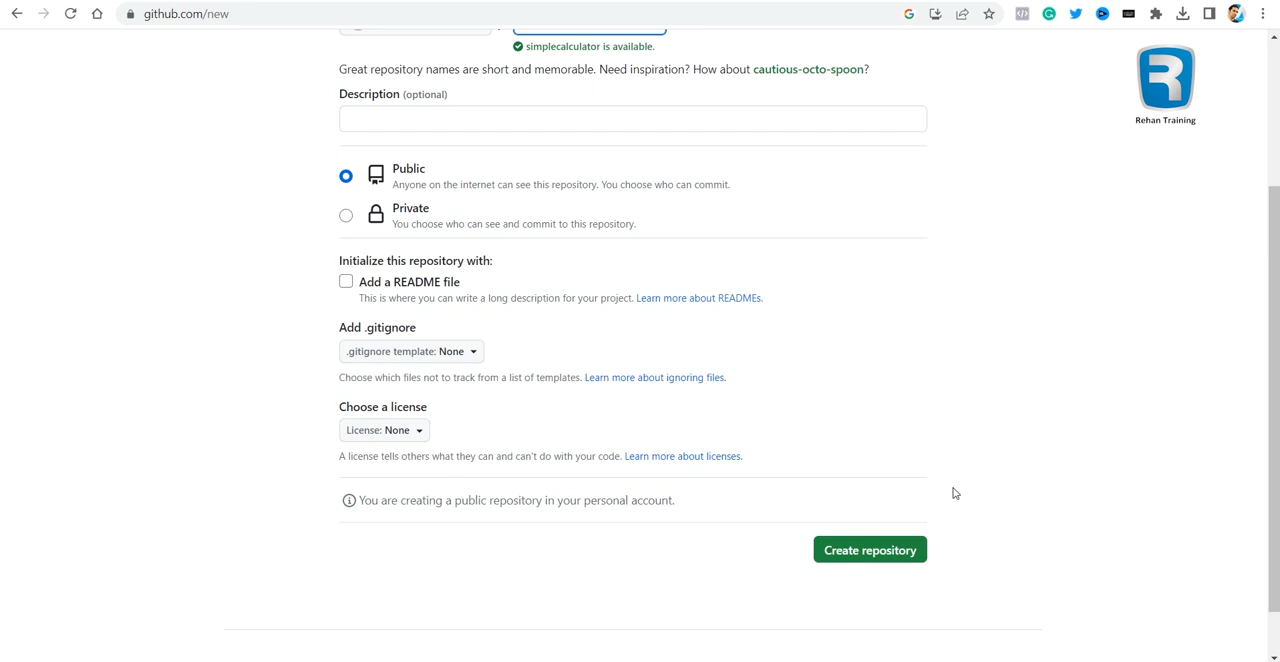 github.com/new
simplecalculator is available.
Great repository names are short and memorable. Need inspiration? How about cautious-octo-spoon?
Rehan Training
Description (optional)
Public
Anyone on the internet can see this repository. You choose who can commit.
Private
You choose who can see and commit to this repository.
Initialize this repository with:
Add a README file
This is where you can write a long description for your project. Learn more about READMEs.
Add .gitignore
.gitignore template: None
Choose which files not to track from a list of templates. Learn more about ignoring files.
Choose a license
License: None
A license tells others what they can and can't do with your code. Learn more about licenses.
You are creating a public repository in your personal account.
Create repository